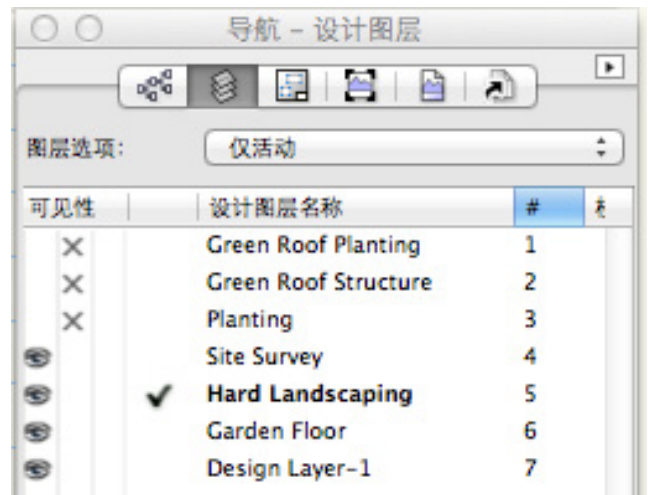 导航 – 设计图层
图层选项: 仅活动
可见性 设计图层名称 #
Green Roof Planting 1
Green Roof Structure 2
Planting 3
Site Survey 4
Hard Landscaping 5
Garden Floor 6
Design Layer-1 7